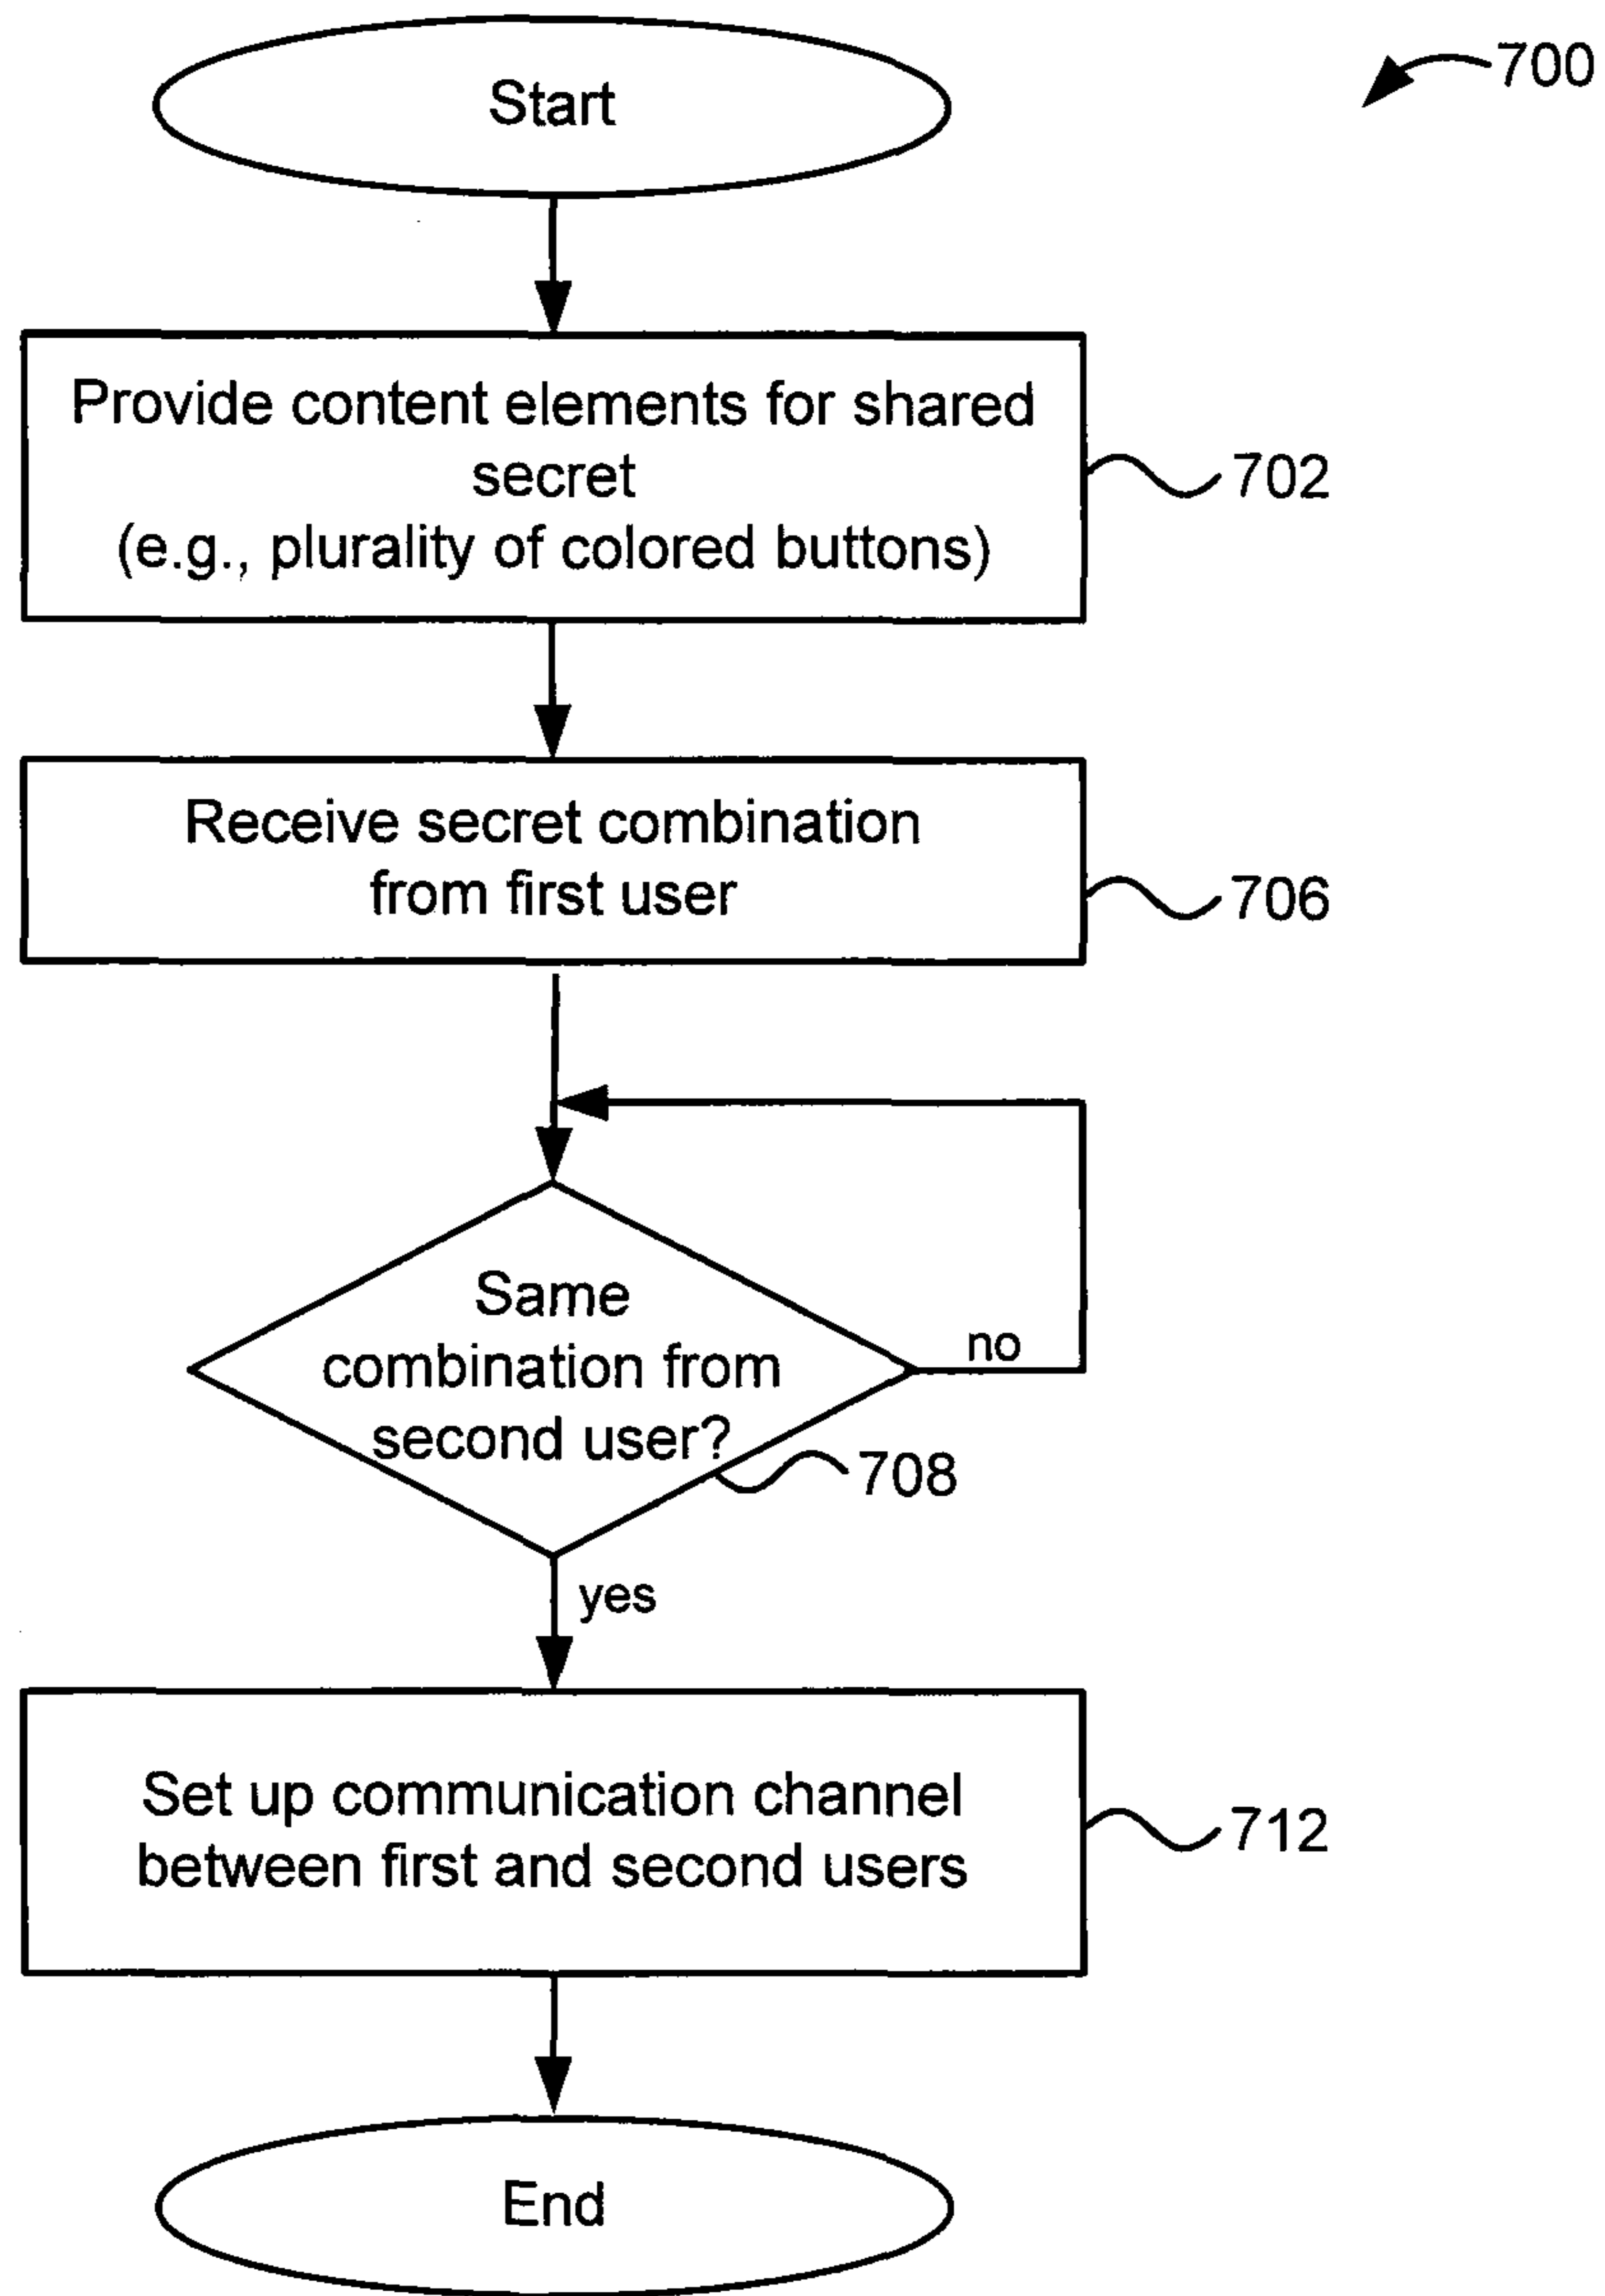 Start
700
Provide content elements for shared
secret
(e.g., plurality of colored buttons)
702
Receive secret combination
from first user
706
Same
combination from
second user?
no
708
yes
Set up communication channel
between first and second users
712
End